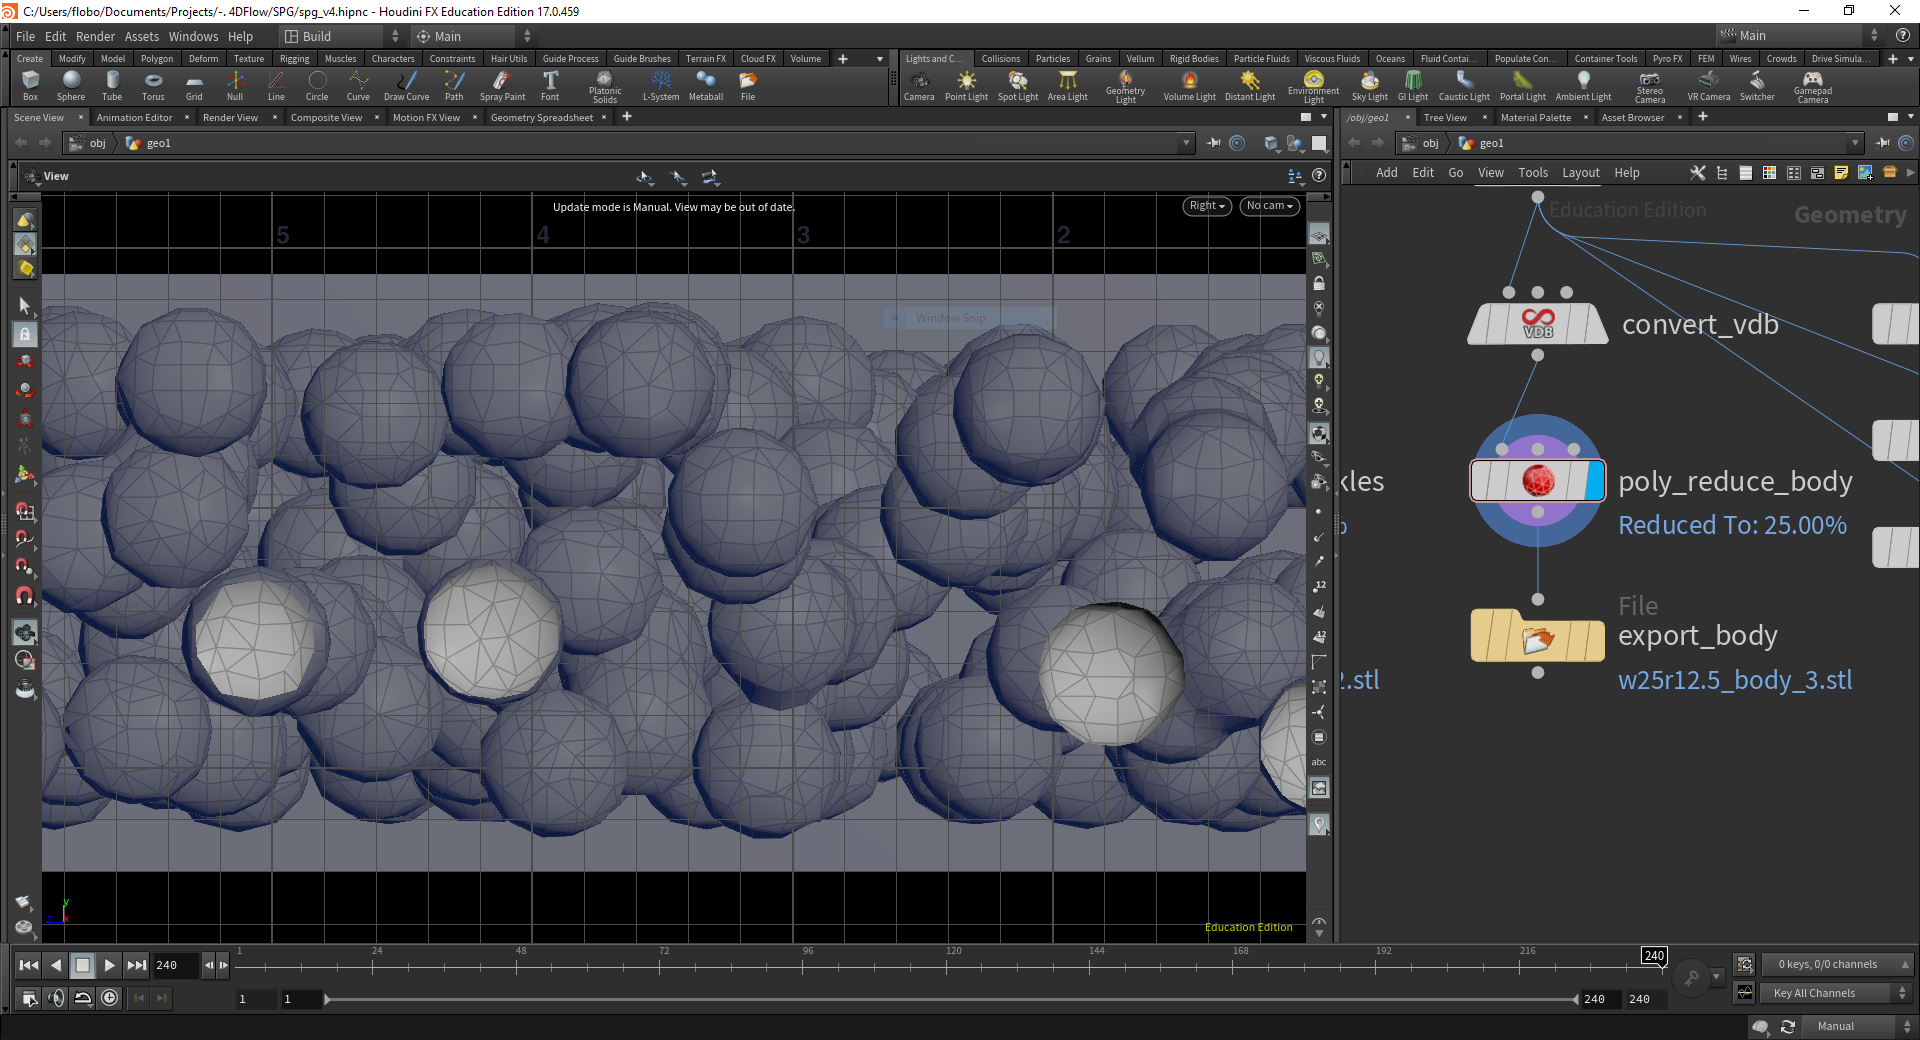 C:/Users/flobo/Documents/Projects/-. 4DFlow/SPG/spg_v4.hipnc - Houdini FX Education Edition 17.0.459
File Edit Render Assets Windows Help Build Main Main
Create Modify Model Polygon Deform Texture Rigging Muscles Characters Constraints Hair Utils Guide Process Guide Brushes Terrain FX Cloud FX Volume
Lights and C... Collisions Particles Grains Vellum Rigid Bodies Particle Fluids Viscous Fluids Oceans Fluid Contai... Populate Con... Container Tools Pyro FX FEM Wires Crowds Drive Simula...
Box Sphere Tube Torus Grid Null Line Circle Curve Draw Curve Path Spray Paint Font Platonic Solids L-System Metaball File
Camera Point Light Spot Light Area Light Geometry Light Volume Light Distant Light Environment Light Sky Light GI Light Caustic Light Portal Light Ambient Light Stereo Camera VR Camera Switcher Gamepad Camera
Scene View Animation Editor Render View Composite View Motion FX View Geometry Spreadsheet
/obj/geo1 Tree View Material Palette Asset Browser
obj geo1
obj geo1
View
Add Edit Go View Tools Layout Help
Update mode is Manual. View may be out of date.
Right No cam
5 4 3 2
Education Edition Geometry
Window Snip
VDB
convert_vdb
kles
poly_reduce_body
Reduced To: 25.00%
File
export_body
2.stl
w25r12.5_body_3.stl
12
12
abc
y
z x
Education Edition
240
1 24 48 72 96 120 144 168 192 216 240
0 keys, 0/0 channels
1 1 240 240
Key All Channels
Manual